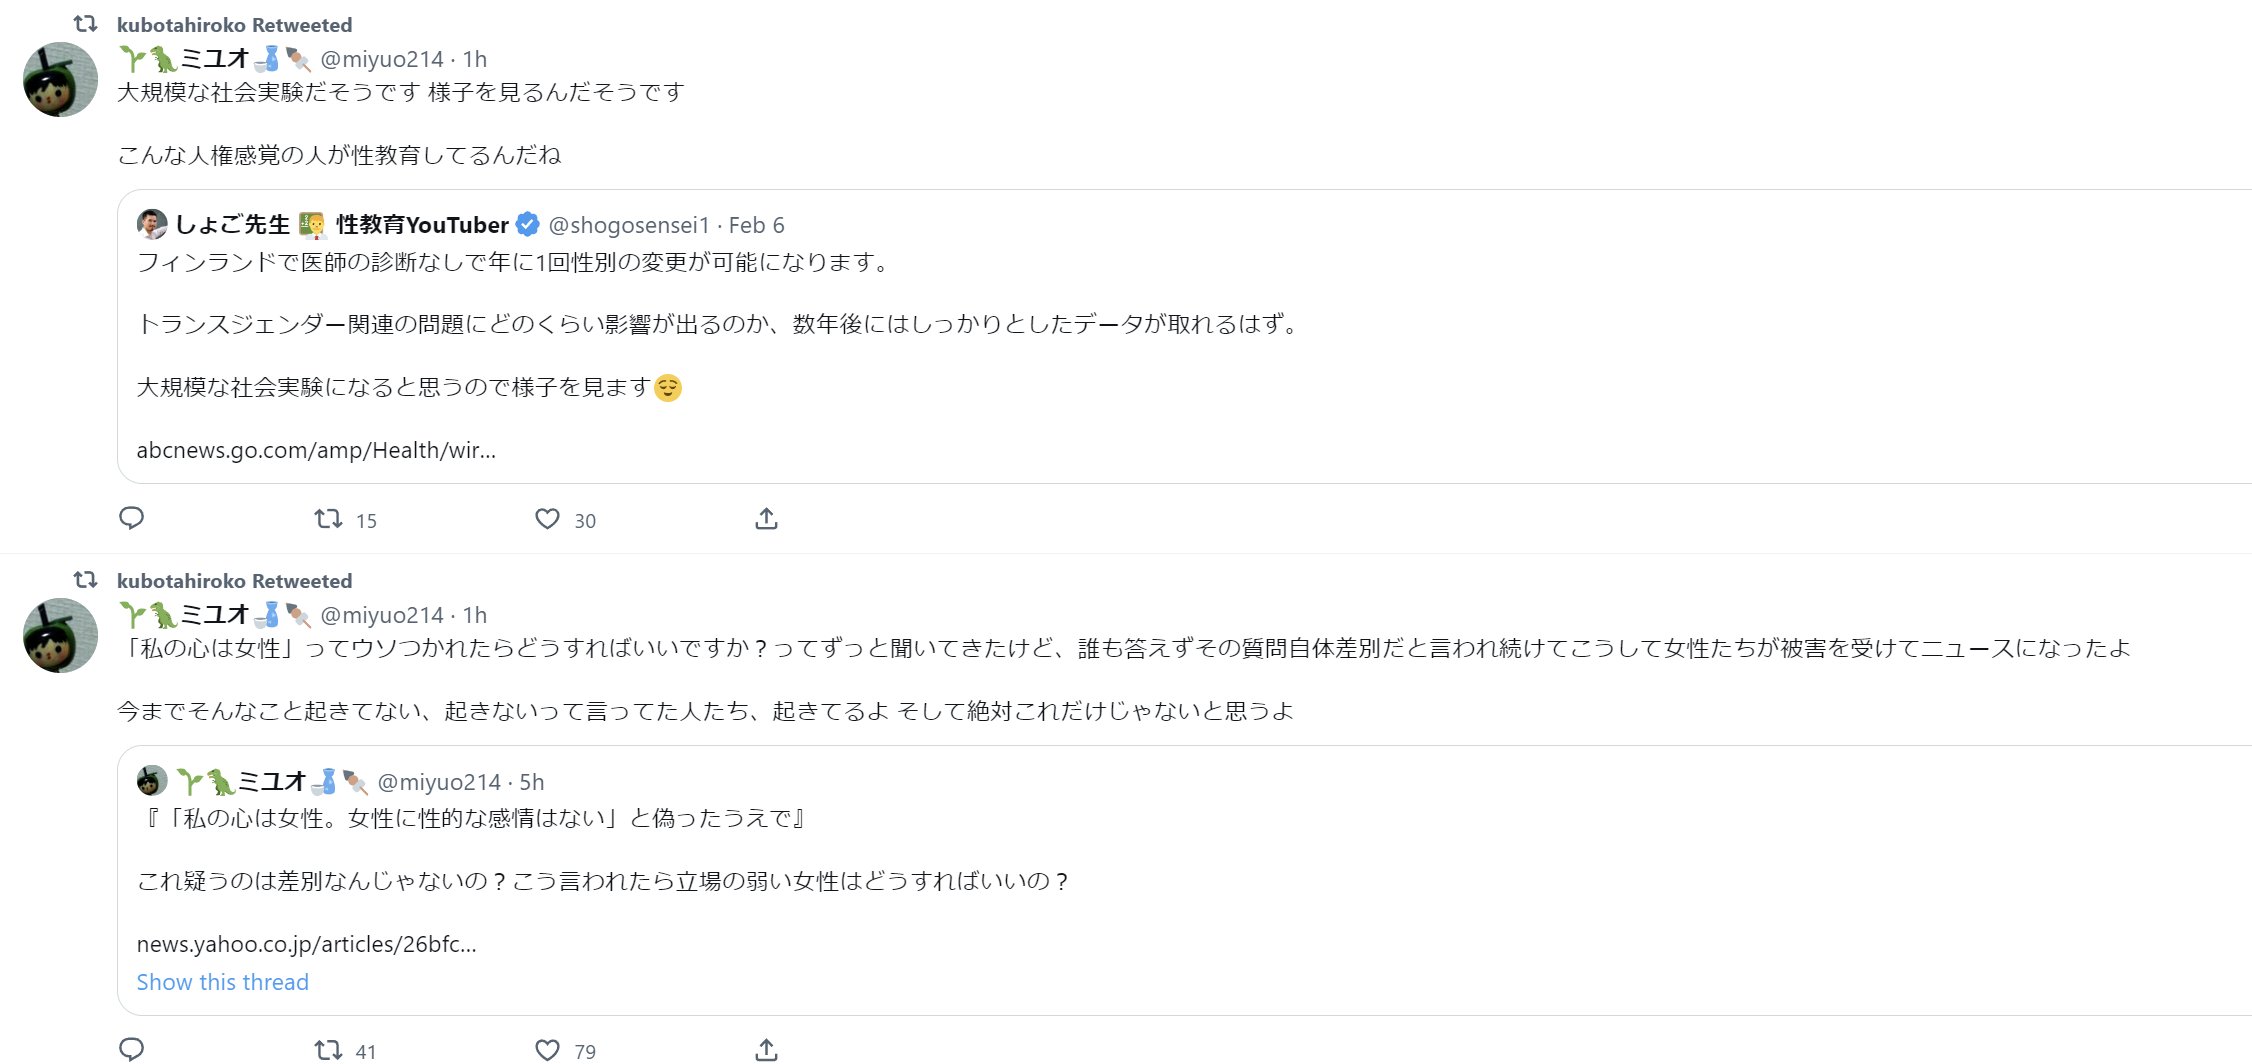 kubotahiroko Retweeted
🌱🦖ミユオ🍶🍢 @miyuo214 · 1h
大規模な社会実験だそうです 様子を見るんだそうです
こんな人権感覚の人が性教育してるんだね
しょご先生 👨‍🏫 性教育YouTuber @shogosensei1 · Feb 6
フィンランドで医師の診断なしで年に1回性別の変更が可能になります。
トランスジェンダー関連の問題にどのくらい影響が出るのか、数年後にはしっかりとしたデータが取れるはず。
大規模な社会実験になると思うので様子を見ます😌
abcnews.go.com/amp/Health/wir...
15 30
kubotahiroko Retweeted
🌱🦖ミユオ🍶🍢 @miyuo214 · 1h
「私の心は女性」ってウソつかれたらどうすればいいですか？ってずっと聞いてきたけど、誰も答えずその質問自体差別だと言われ続けてこうして女性たちが被害を受けてニュースになったよ
今までそんなこと起きてない、起きないって言ってた人たち、起きてるよ そして絶対これだけじゃないと思うよ
🌱🦖ミユオ🍶🍢 @miyuo214 · 5h
『「私の心は女性。女性に性的な感情はない」と偽ったうえで』
これ疑うのは差別なんじゃないの？こう言われたら立場の弱い女性はどうすればいいの？
news.yahoo.co.jp/articles/26bfc...
Show this thread
41 79